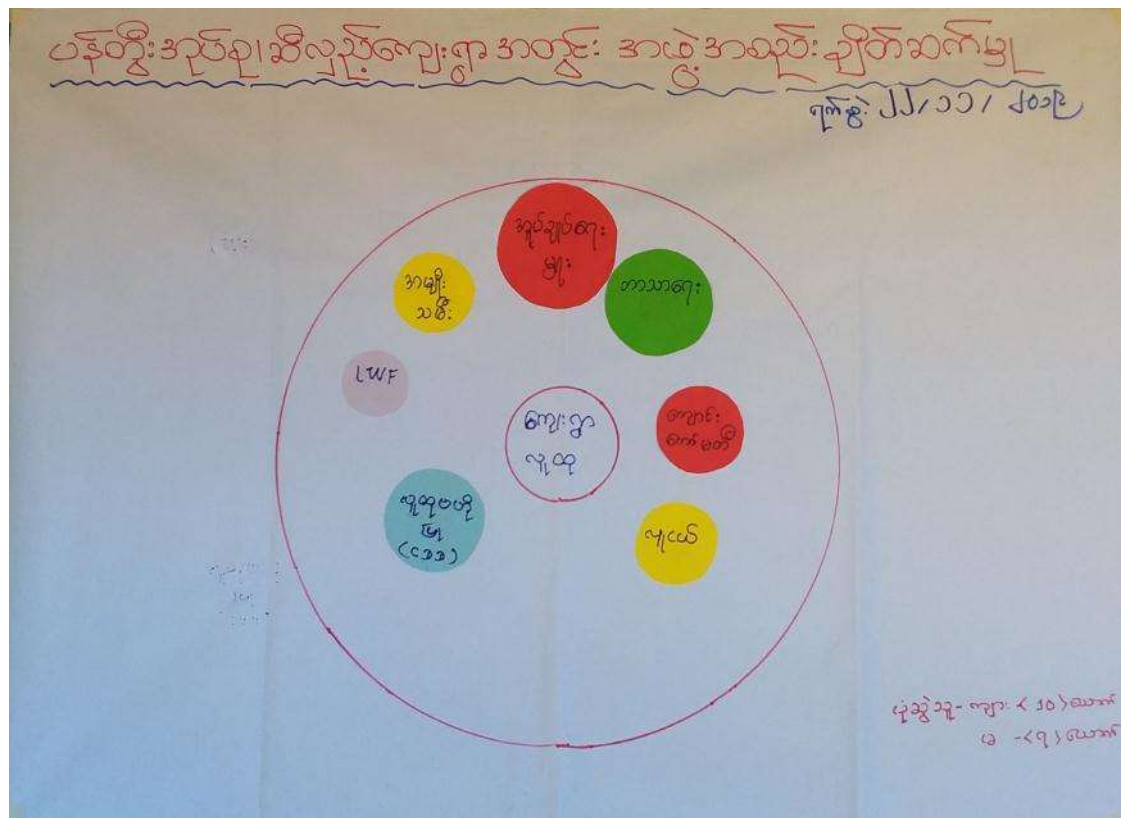 ပန်တီးအုပ်စု၊ ဆီလှည့်ကျေးရွာအတွင်း အဖွဲ့အစည်းချိတ်ဆက်မှု
ရက်စွဲ: ၂၂/၁၁/၂၀၁၉
အုပ်ချုပ်ရေး
မှူး
အမျိုး
သမီး
ဘာသာရေး
LWF
ကျေးရွာ
လူထု
ကျောင်း
ကော်မတီ
လူထုဗဟို
ပြု
(CDD)
လူငယ်
ပုံဆွဲသူ- ကျား <၁၀>ယောက်
မ -<၇>ယောက်